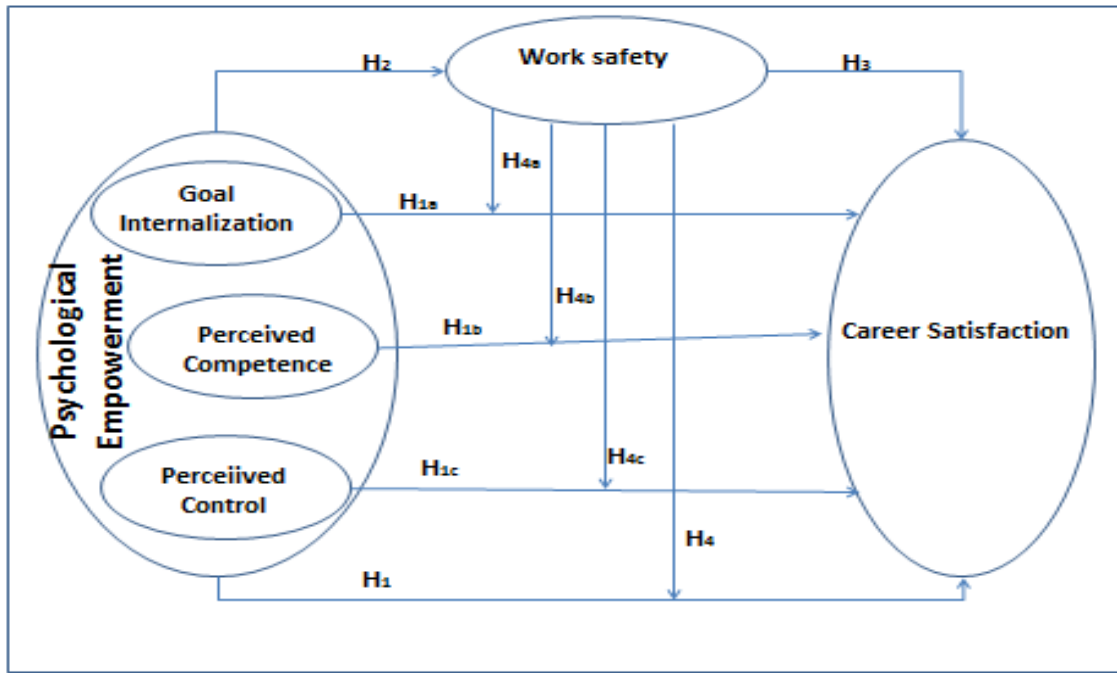 Work safety
H2
H3
H4a
Goal
Internalization
H1a
Psychological
Empowerment
H4b
H1b
Perceived
Competence
Career Satisfaction
H4c
H1c
Perceiived
Control
H4
H1